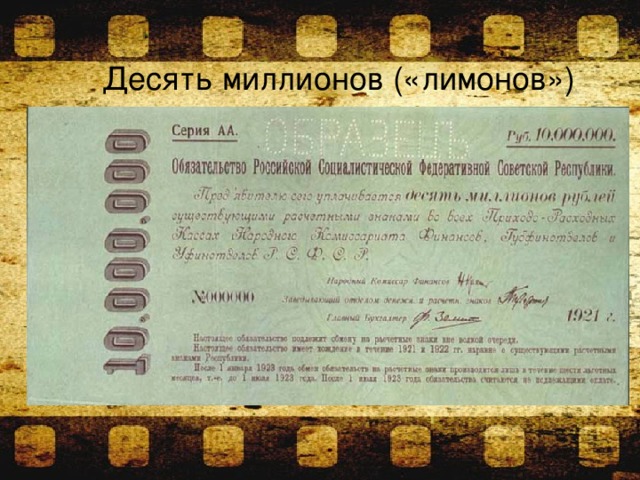 Десять миллионов («лимонов»)
10.000.000
Серия АА.
ОБРАЗЕЦЪ
Руб. 10.000.000.
Обязательство Российской Социалистической Федеративной Советской Республики.
Пред'явителю сего уплачивается десять миллионов рублей
существующими расчетными знаками во всех Приходо-Расходных
Кассах Народного Комиссариата Финансов, Губфинотделов и
Уфинотделов Р. С. Ф. С. Р.
Народный Комиссар Финансов
№000000
Заведывающий отделом денежн. и расчетн. знаков
Главный Бухгалтер
1921 г.
Настоящее обязательство подлежит обмену на расчетные знаки вне всякой очереди.
Настоящее обязательство имеет хождение в течение 1921 и 1922 гг. наравне с существующими расчетными
знаками Республики.
После 1 января 1923 года обмен обязательств на расчетные знаки производится лишь в течение шести льготных
месяцев, т.-е. до 1 июля 1923 года. После 1 июля 1923 года обязательства считаются не подлежащими оплате.